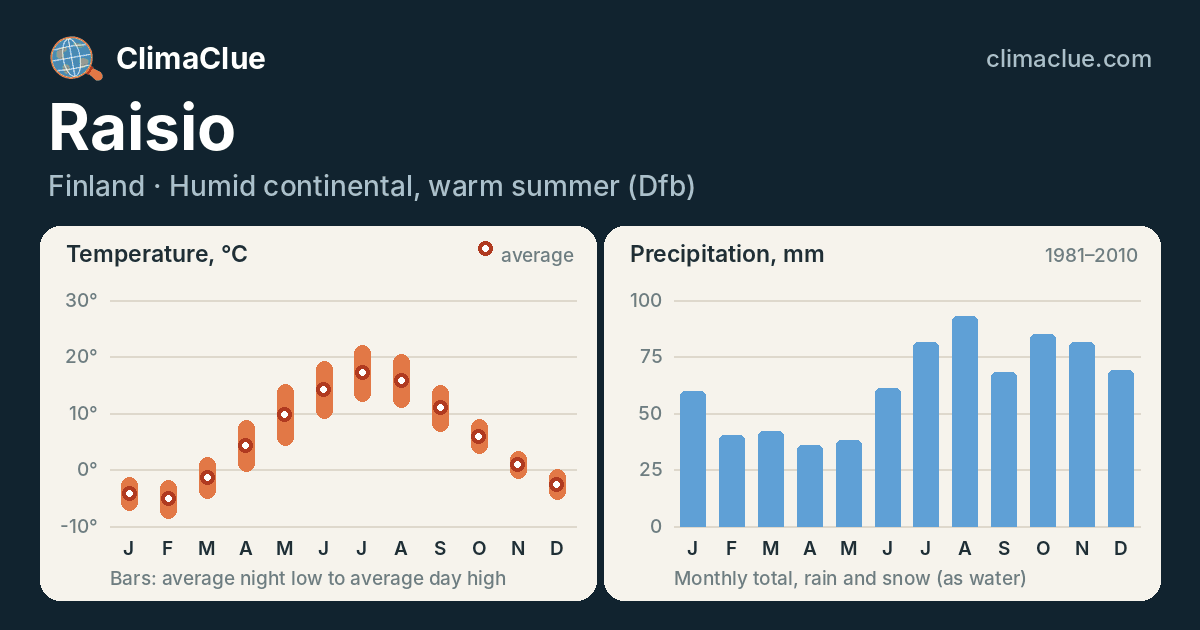 ClimaClue
climaclue.com
Raisio
Finland · Humid continental, warm summer (Dfb)
Temperature, °C
average
30°
20°
10°
0°
-10°
J F M A M J J A S O N D
Bars: average night low to average day high
Precipitation, mm
1981–2010
100
75
50
25
0
J F M A M J J A S O N D
Monthly total, rain and snow (as water)